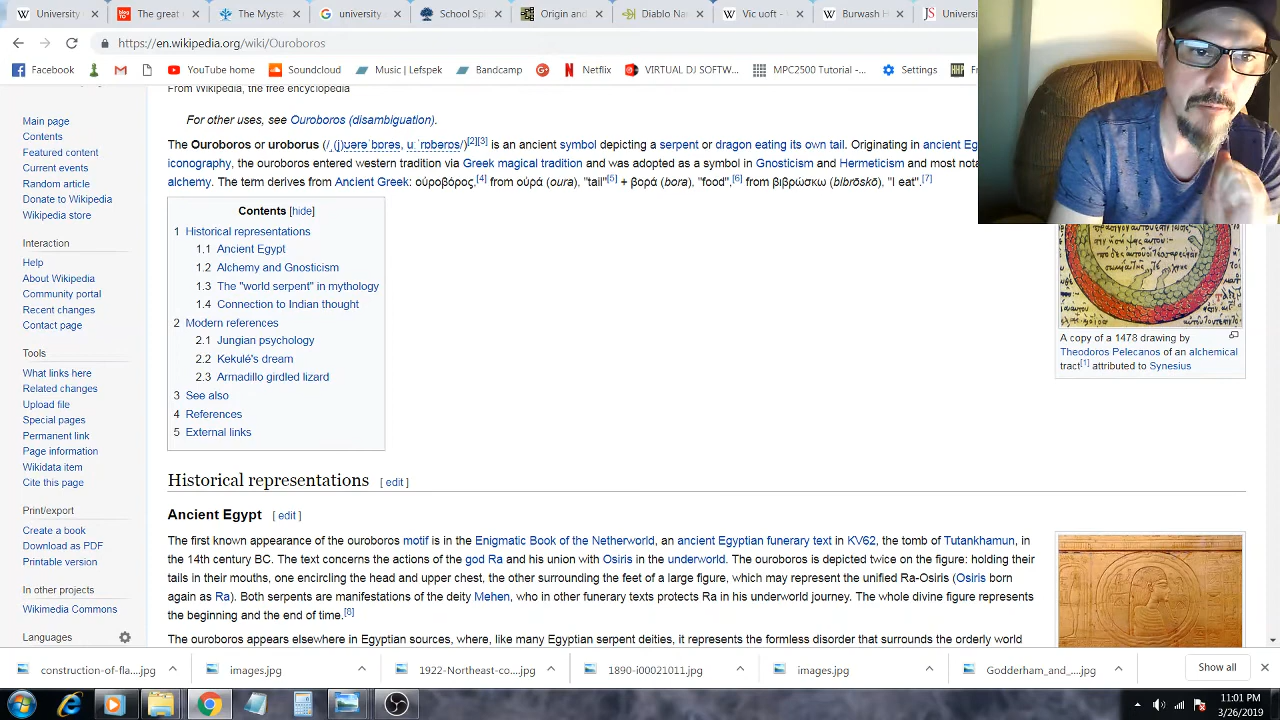 University
The great
The Myste
university
School Sp
Origin and
Diablo Na
Vic uoft -
Burwash H
Universi
https://en.wikipedia.org/wiki/Ouroboros
Facebook
YouTube home
Soundcloud
Music | Lefspek
Bandcamp
Netflix
VIRTUAL DJ SOFTW...
MPC2500 Tutorial -...
Settings
From Wikipedia, the free encyclopedia
For other uses, see Ouroboros (disambiguation).
The Ouroboros or uroborus is an ancient symbol depicting a serpent or dragon eating its own tail. Originating in ancient
iconography, the ouroboros entered western tradition via Greek magical tradition and was adopted as a symbol in Gnosticism and Hermeticism and most
alchemy. The term derives from Ancient Greek: οὐροβόρος,[4] from οὐρά (oura), "tail"[5] + βορά (bora), "food",[6] from βιβρώσκω (bibrōskō), "I eat".[7]
Main page
Contents
Featured content
Current events
Random article
Donate to Wikipedia
Wikipedia store
Interaction
Help
About Wikipedia
Community portal
Recent changes
Contact page
Tools
What links here
Related changes
Upload file
Special pages
Permanent link
Page information
Wikidata item
Cite this page
Print/export
Create a book
Download as PDF
Printable version
In other projects
Wikimedia Commons
Languages
Contents [hide]
1 Historical representations
1.1 Ancient Egypt
1.2 Alchemy and Gnosticism
1.3 The "world serpent" in mythology
1.4 Connection to Indian thought
2 Modern references
2.1 Jungian psychology
2.2 Kekulé's dream
2.3 Armadillo girdled lizard
3 See also
4 References
5 External links
A copy of a 1478 drawing by
Theodoros Pelecanos of an alchemical
tract[1] attributed to Synesius
Historical representations [ edit ]
Ancient Egypt [ edit ]
The first known appearance of the ouroboros motif is in the Enigmatic Book of the Netherworld, an ancient Egyptian funerary text in KV62, the tomb of Tutankhamun, in
the 14th century BC. The text concerns the actions of the god Ra and his union with Osiris in the underworld. The ouroboros is depicted twice on the figure: holding their
tails in their mouths, one encircling the head and upper chest, the other surrounding the feet of a large figure, which may represent the unified Ra-Osiris (Osiris born
again as Ra). Both serpents are manifestations of the deity Mehen, who in other funerary texts protects Ra in his underworld journey. The whole divine figure represents
the beginning and the end of time.[8]
The ouroboros appears elsewhere in Egyptian sources, where, like many Egyptian serpent deities, it represents the formless disorder that surrounds the orderly world
construction-of-fla....jpg
images.jpg
1922-Northeast-co....jpg
1890-i00021011.jpg
images.jpg
Godderham_and_....jpg
Show all
11:01 PM
3/26/2019